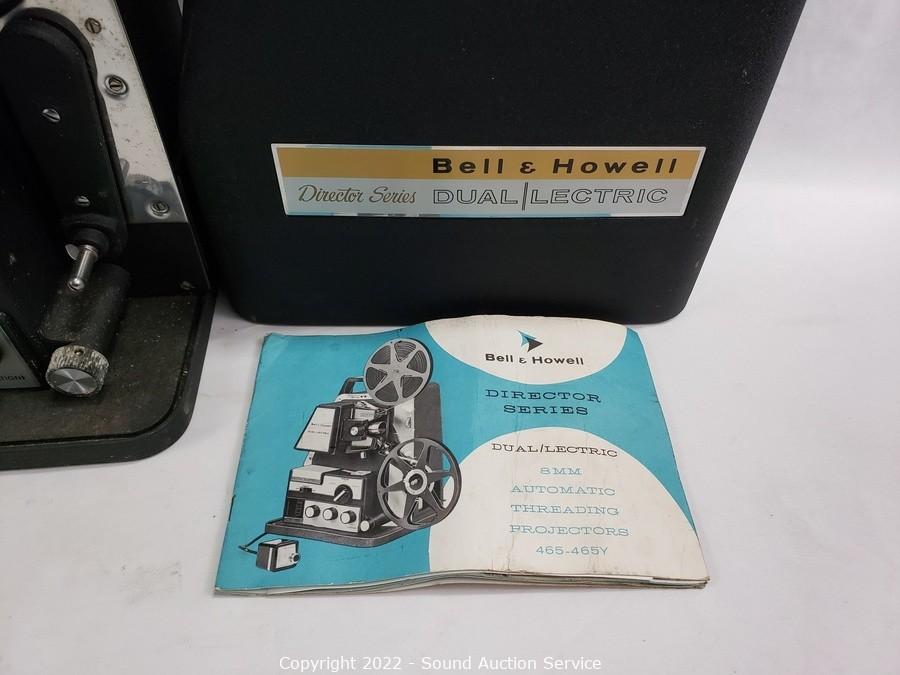 Bell & Howell
Director Series DUAL/LECTRIC
Bell & Howell
DIRECTOR
SERIES
DUAL/LECTRIC
8MM
AUTOMATIC
THREADING
PROJECTORS
465-465Y
Copyright 2022 - Sound Auction Service